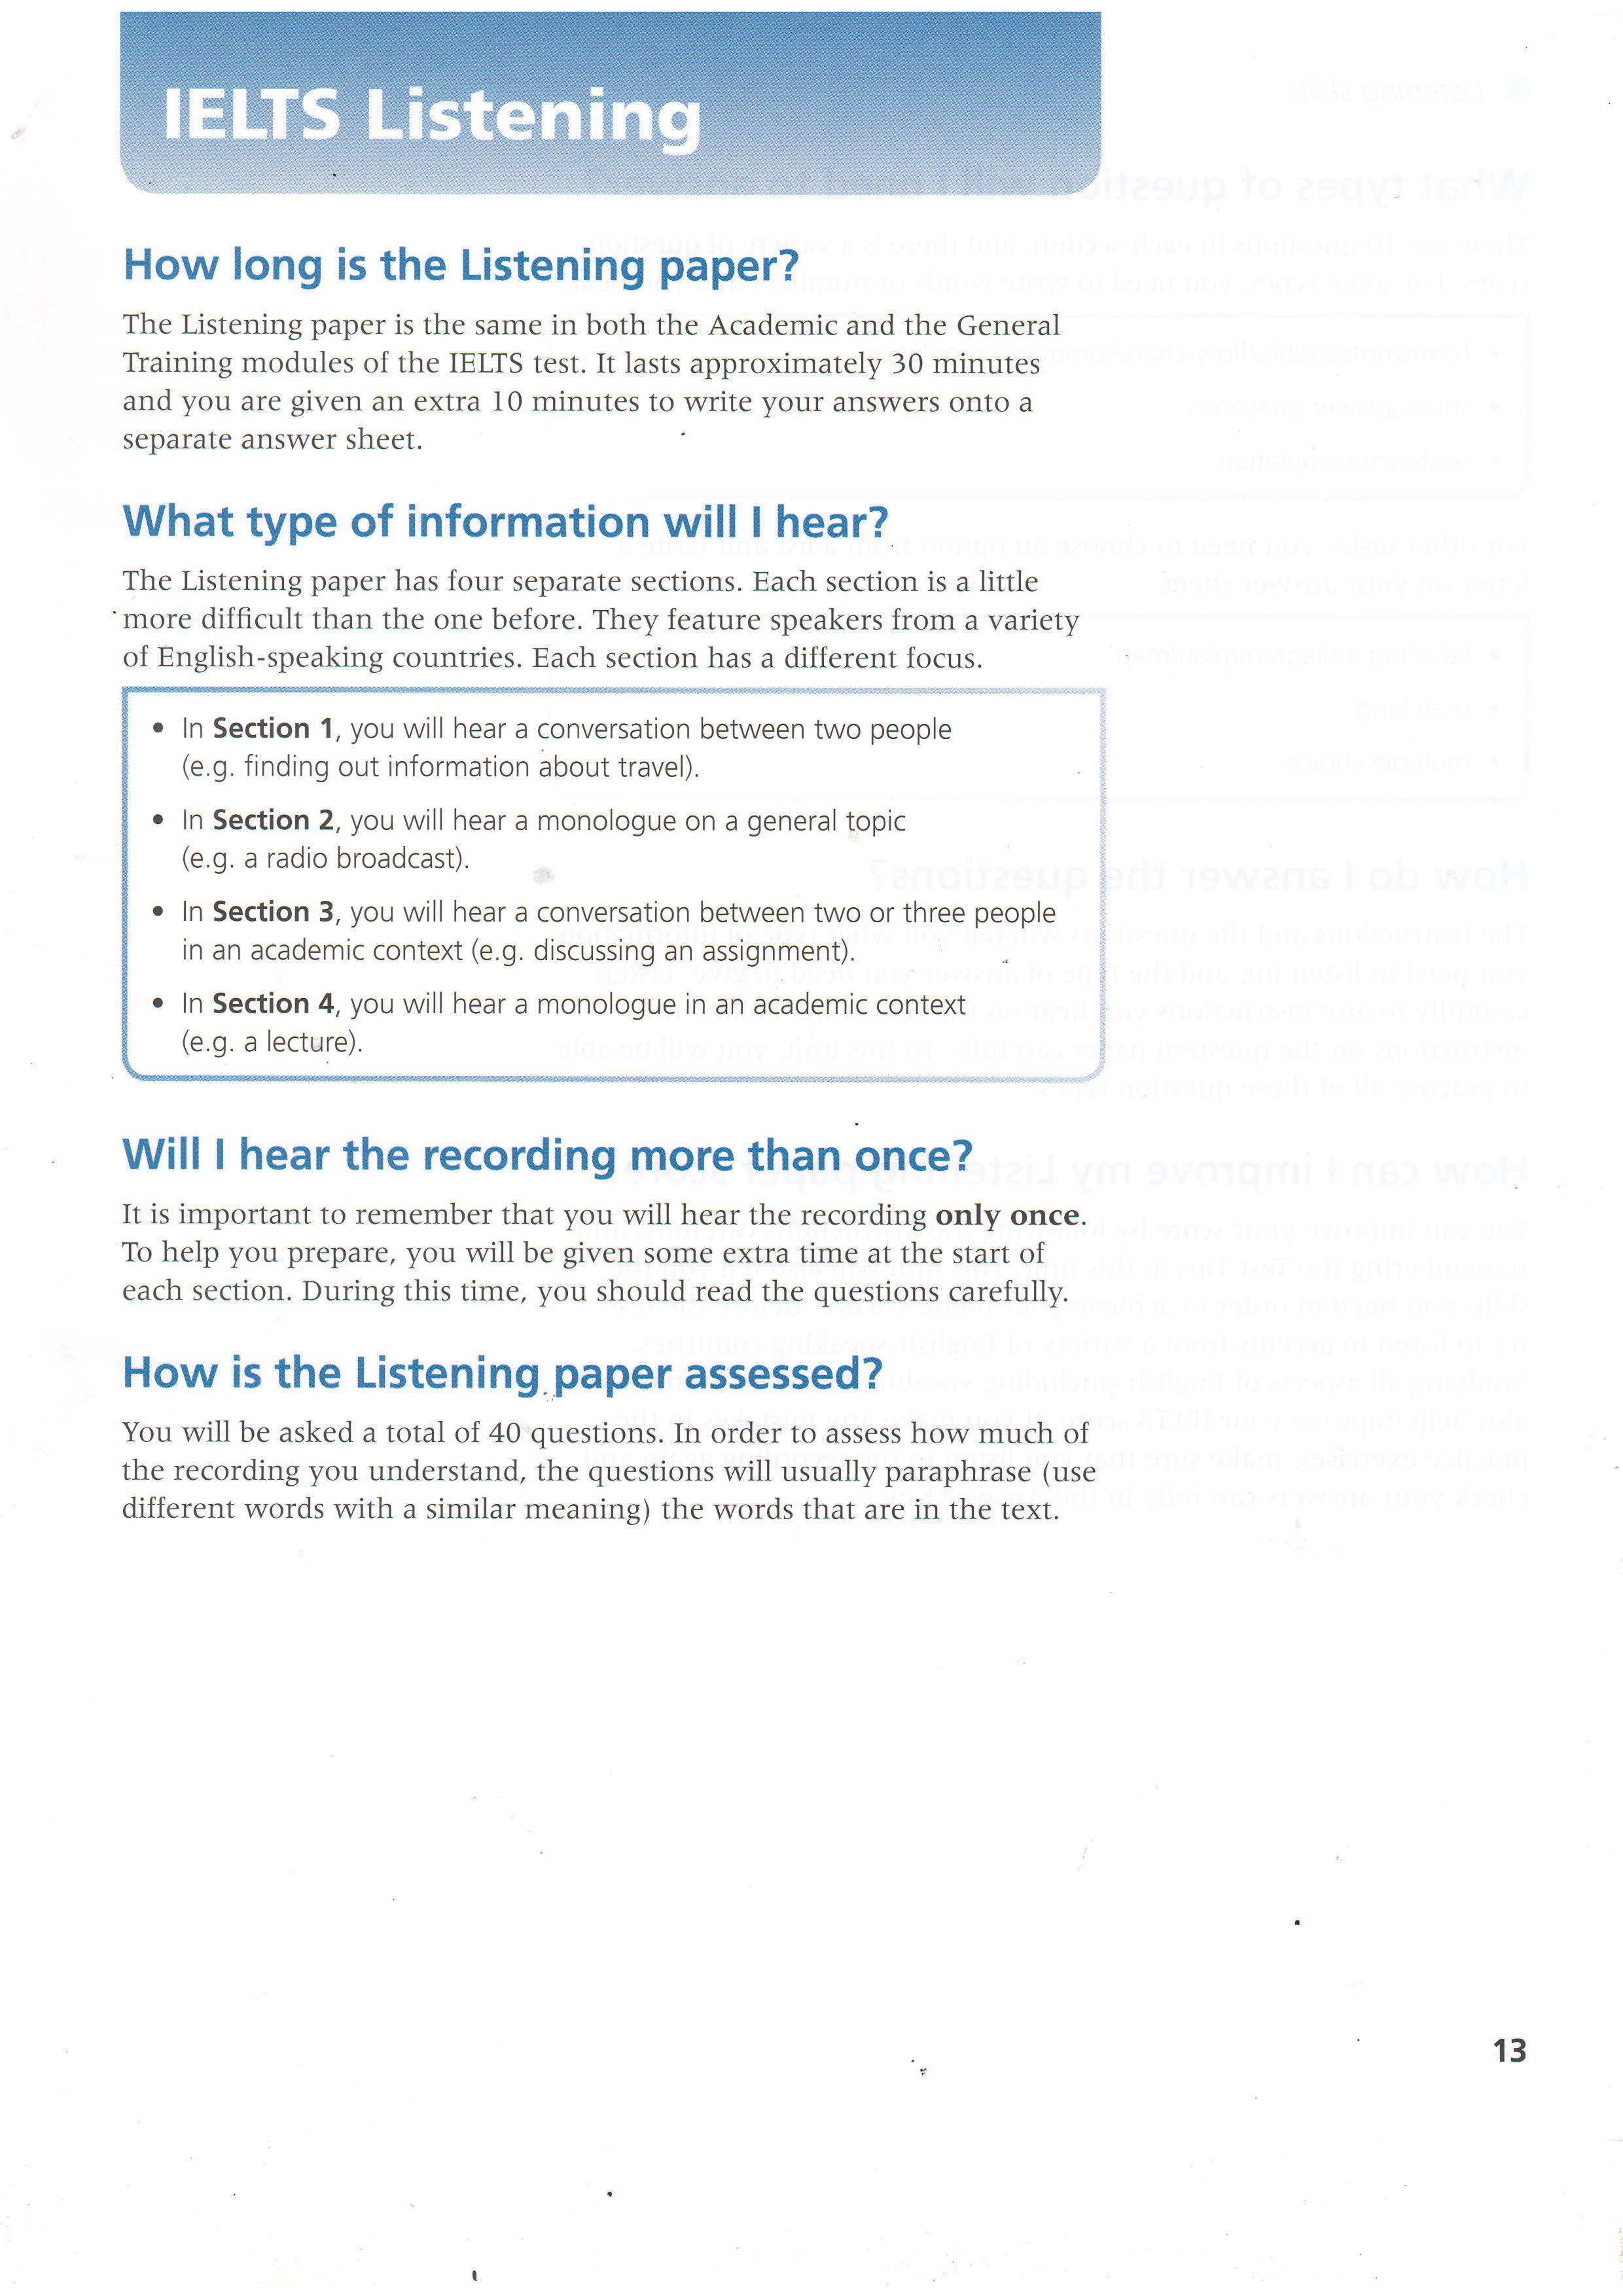 IELTS Listening
How long is the Listening paper?
The Listening paper is the same in both the Academic and the General
Training modules of the IELTS test. It lasts approximately 30 minutes
and you are given an extra 10 minutes to write your answers onto a
separate answer sheet.
What type of information will I hear?
The Listening paper has four separate sections. Each section is a little
more difficult than the one before. They feature speakers from a variety
of English-speaking countries. Each section has a different focus.
• In Section 1, you will hear a conversation between two people
(e.g. finding out information about travel).
• In Section 2, you will hear a monologue on a general topic
(e.g. a radio broadcast).
• In Section 3, you will hear a conversation between two or three people
in an academic context (e.g. discussing an assignment).
• In Section 4, you will hear a monologue in an academic context
(e.g. a lecture).
Will I hear the recording more than once?
It is important to remember that you will hear the recording only once.
To help you prepare, you will be given some extra time at the start of
each section. During this time, you should read the questions carefully.
How is the Listening paper assessed?
You will be asked a total of 40 questions. In order to assess how much of
the recording you understand, the questions will usually paraphrase (use
different words with a similar meaning) the words that are in the text.
13